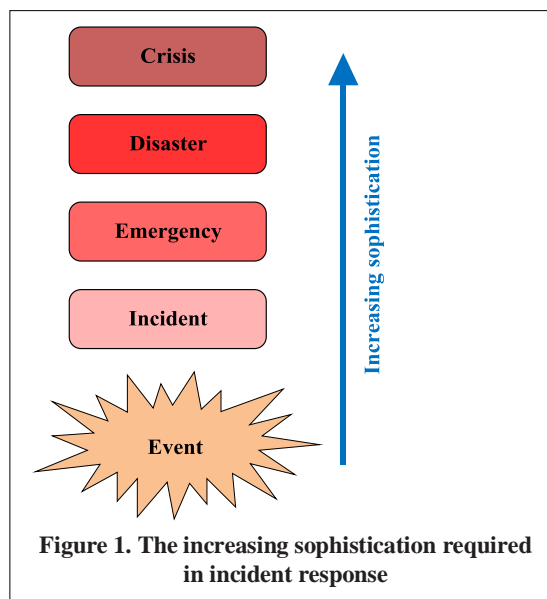 Crisis
Disaster
Emergency
Incident
Event
Increasing sophistication
Figure 1. The increasing sophistication required
in incident response